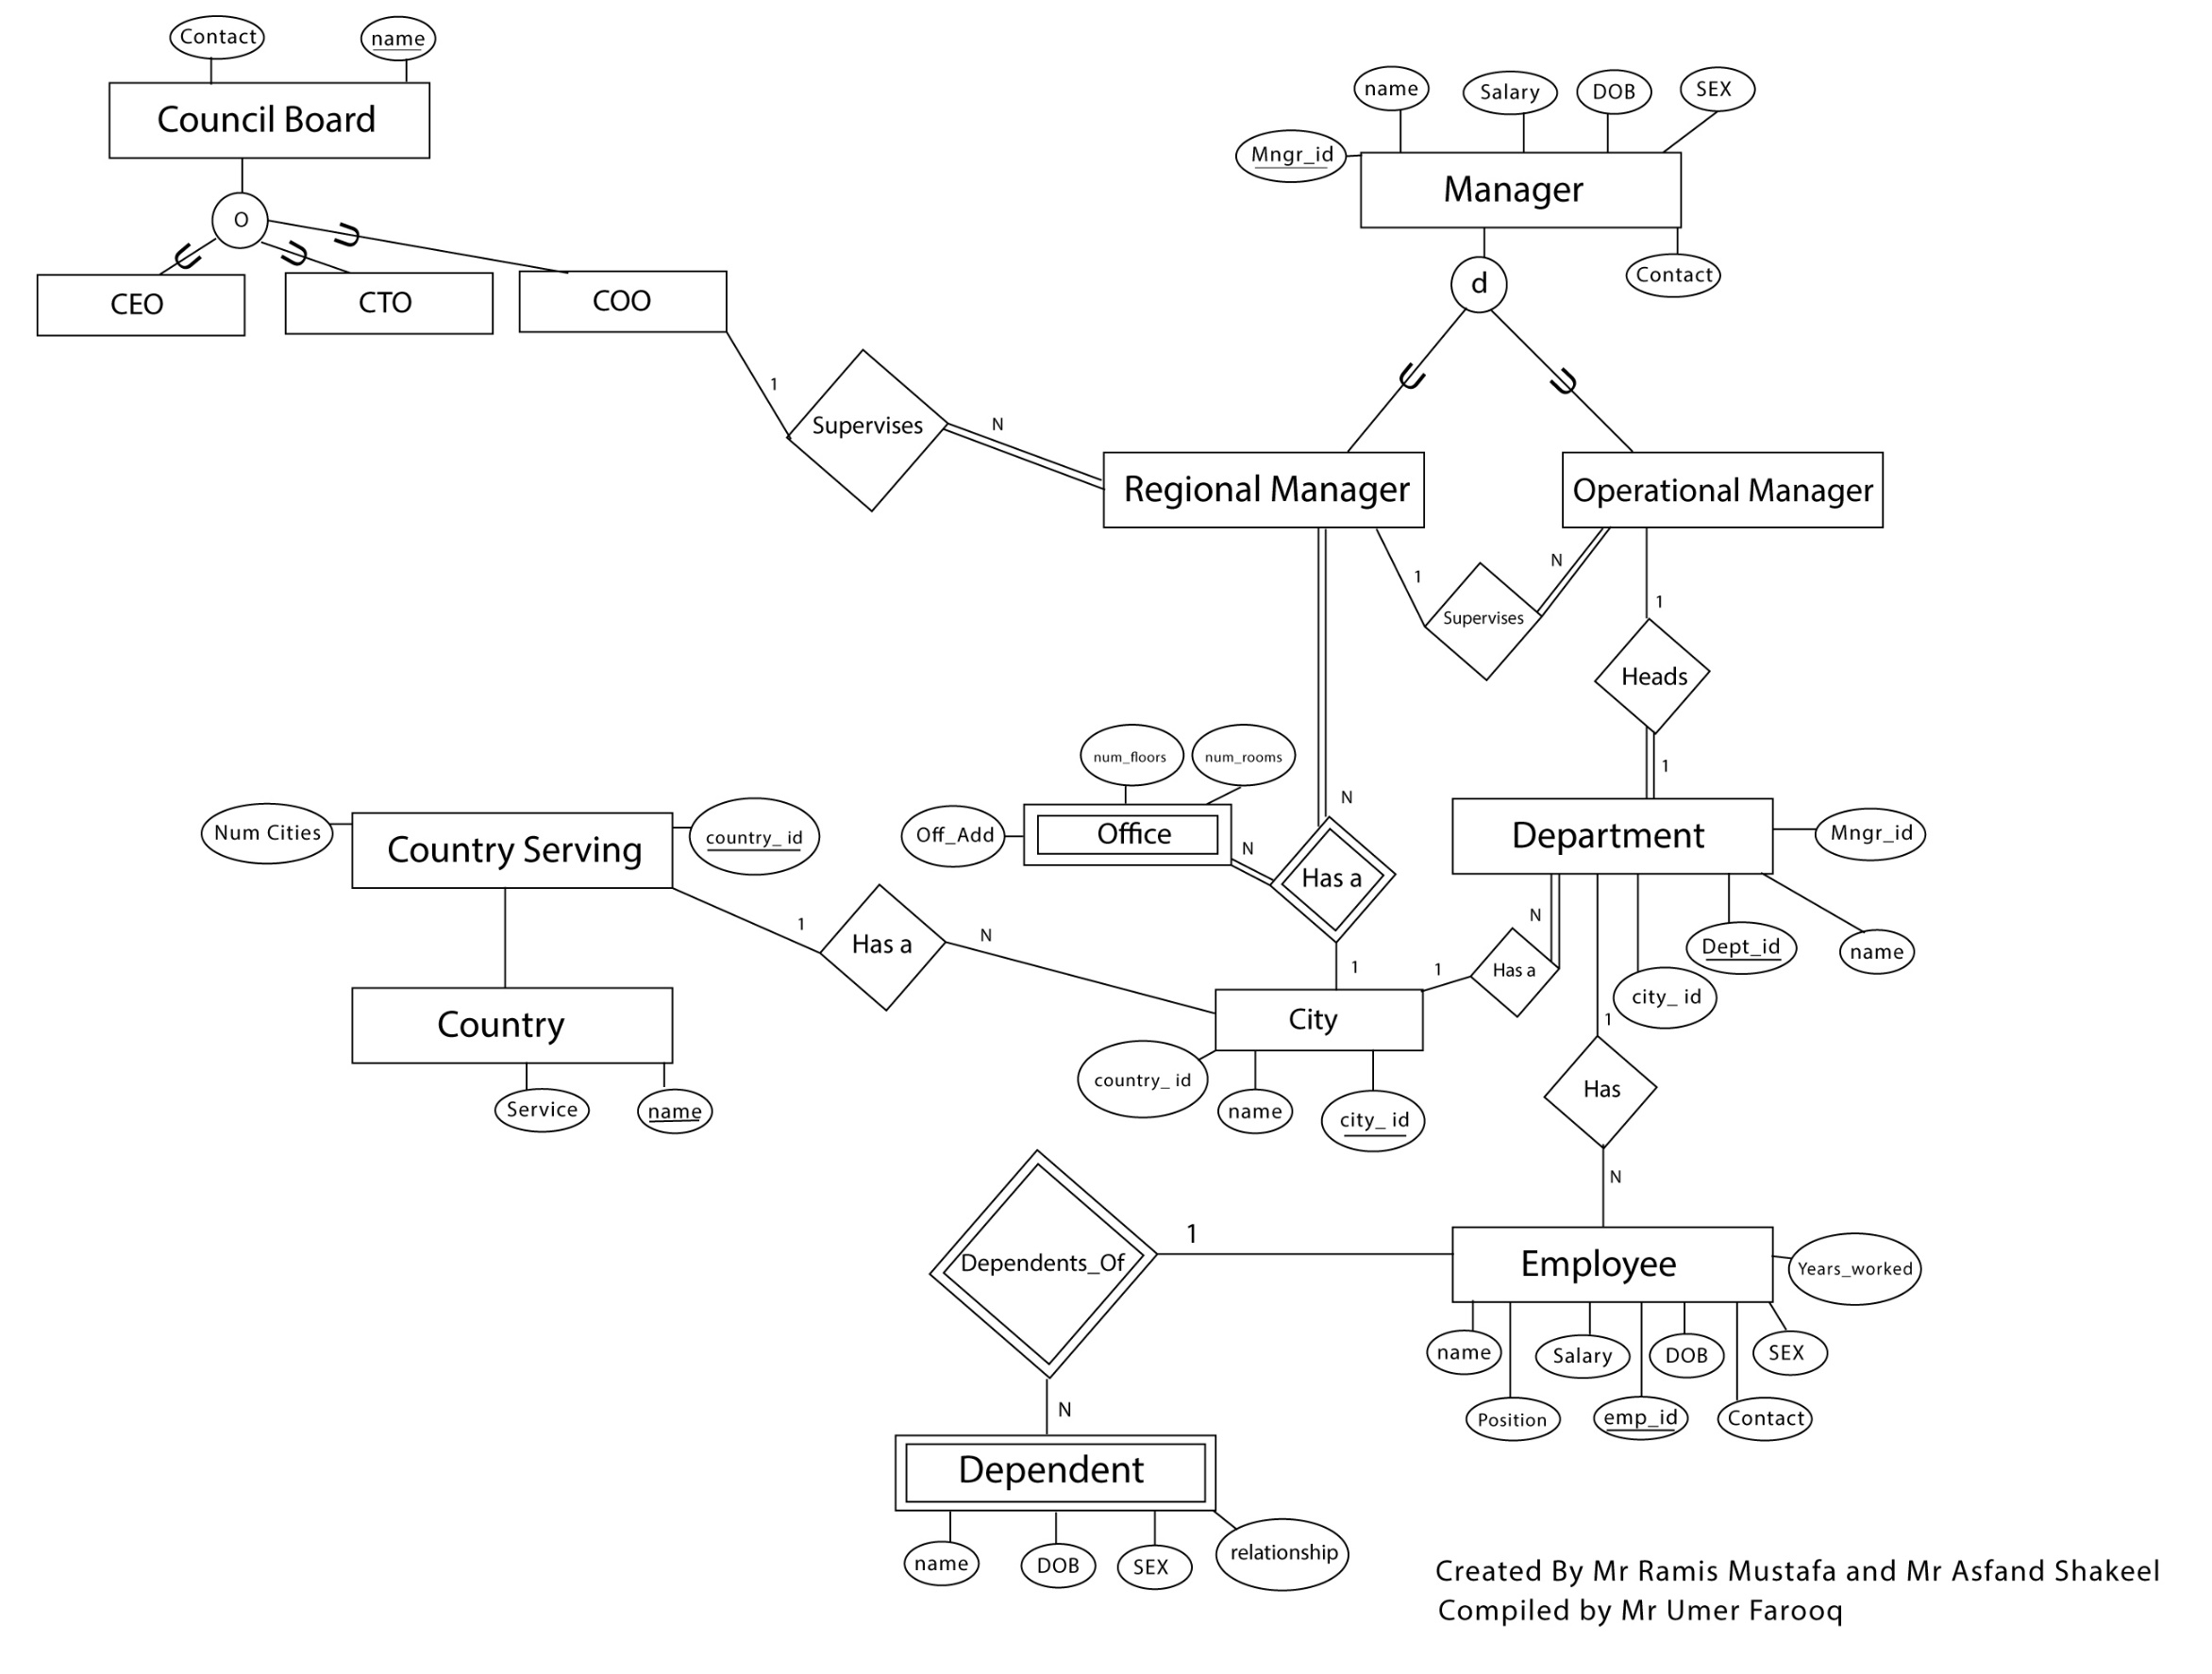 Contact
name
Council Board
O
CEO
CTO
COO
name
Salary
DOB
SEX
Mngr_id
Manager
Contact
d
1
Supervises
N
Regional Manager
Operational Manager
1
Supervises
N
1
Heads
1
num_floors
num_rooms
Off_Add
Office
N
N
Has a
1
Num Cities
Country Serving
country_ id
1
Has a
N
Department
Mngr_id
N
Has a
1
Dept_id
name
city_ id
City
country_ id
name
city_ id
Country
Service
name
1
Has
N
Dependents_Of
1
Employee
Years_worked
name
Salary
DOB
SEX
Position
emp_id
Contact
N
Dependent
name
DOB
SEX
relationship
Created By Mr Ramis Mustafa and Mr Asfand Shakeel
Compiled by Mr Umer Farooq